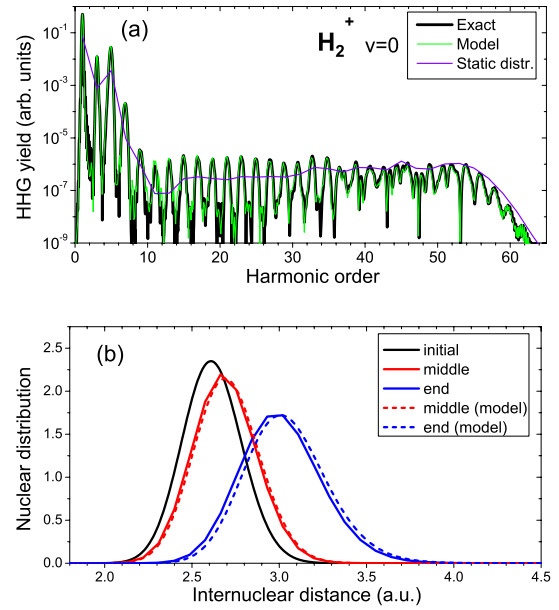 (a)
H₂⁺ v=0
Exact
Model
Static distr.
HHG yield (arb. units)
10⁻¹
10⁻³
10⁻⁵
10⁻⁷
10⁻⁹
0 10 20 30 40 50 60
Harmonic order
(b)
initial
middle
end
middle (model)
end (model)
Nuclear distribution
2.5
2.0
1.5
1.0
0.5
0.0
2.0 2.5 3.0 3.5 4.0 4.5
Internuclear distance (a.u.)